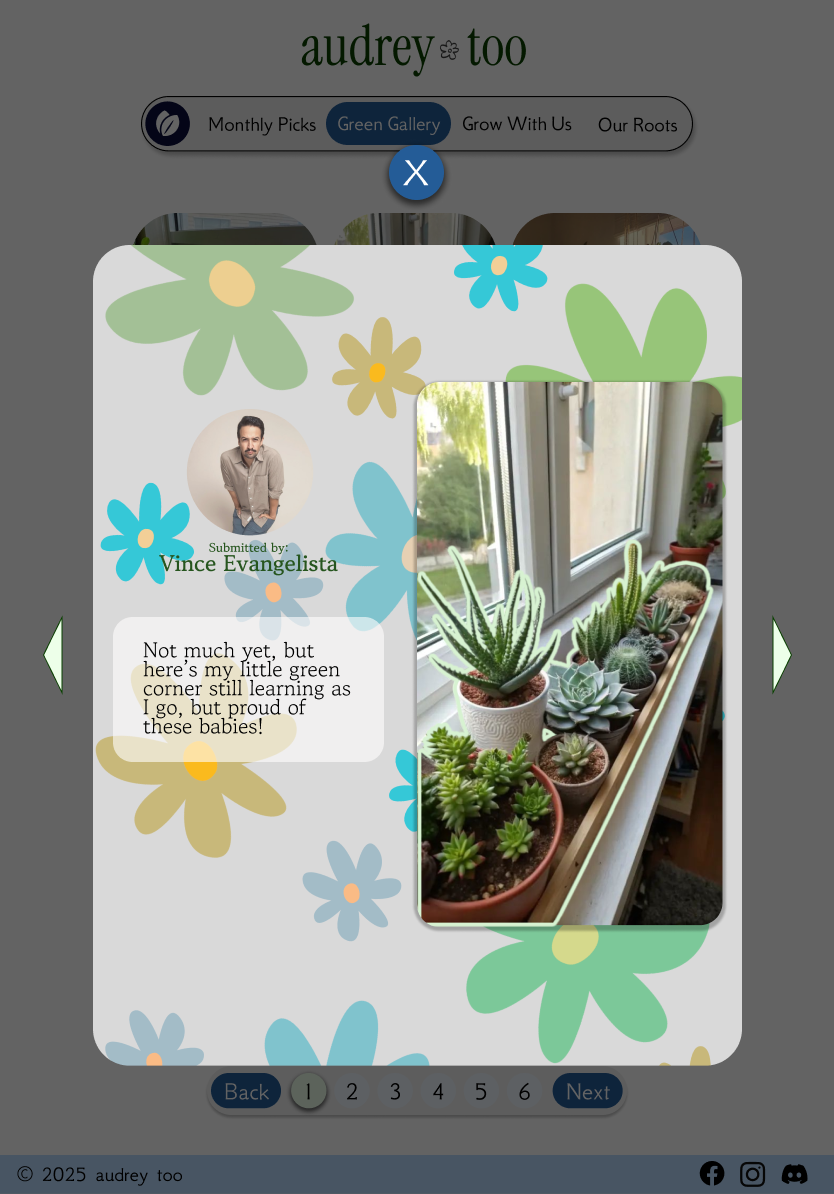 audrey too
Monthly Picks Green Gallery Grow With Us Our Roots
X
Submitted by:
Vince Evangelista
Not much yet, but
here's my little green
corner still learning as
I go, but proud of
these babies!
Back 1 2 3 4 5 6 Next
© 2025 audrey too